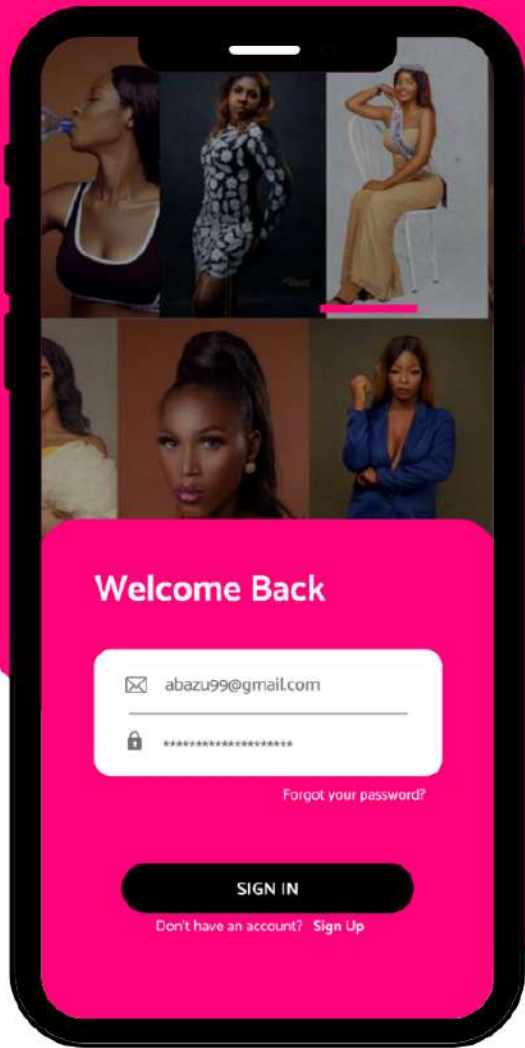 Welcome Back
abazu99@gmail.com
********************
Forgot your password?
SIGN IN
Don't have an account? Sign Up